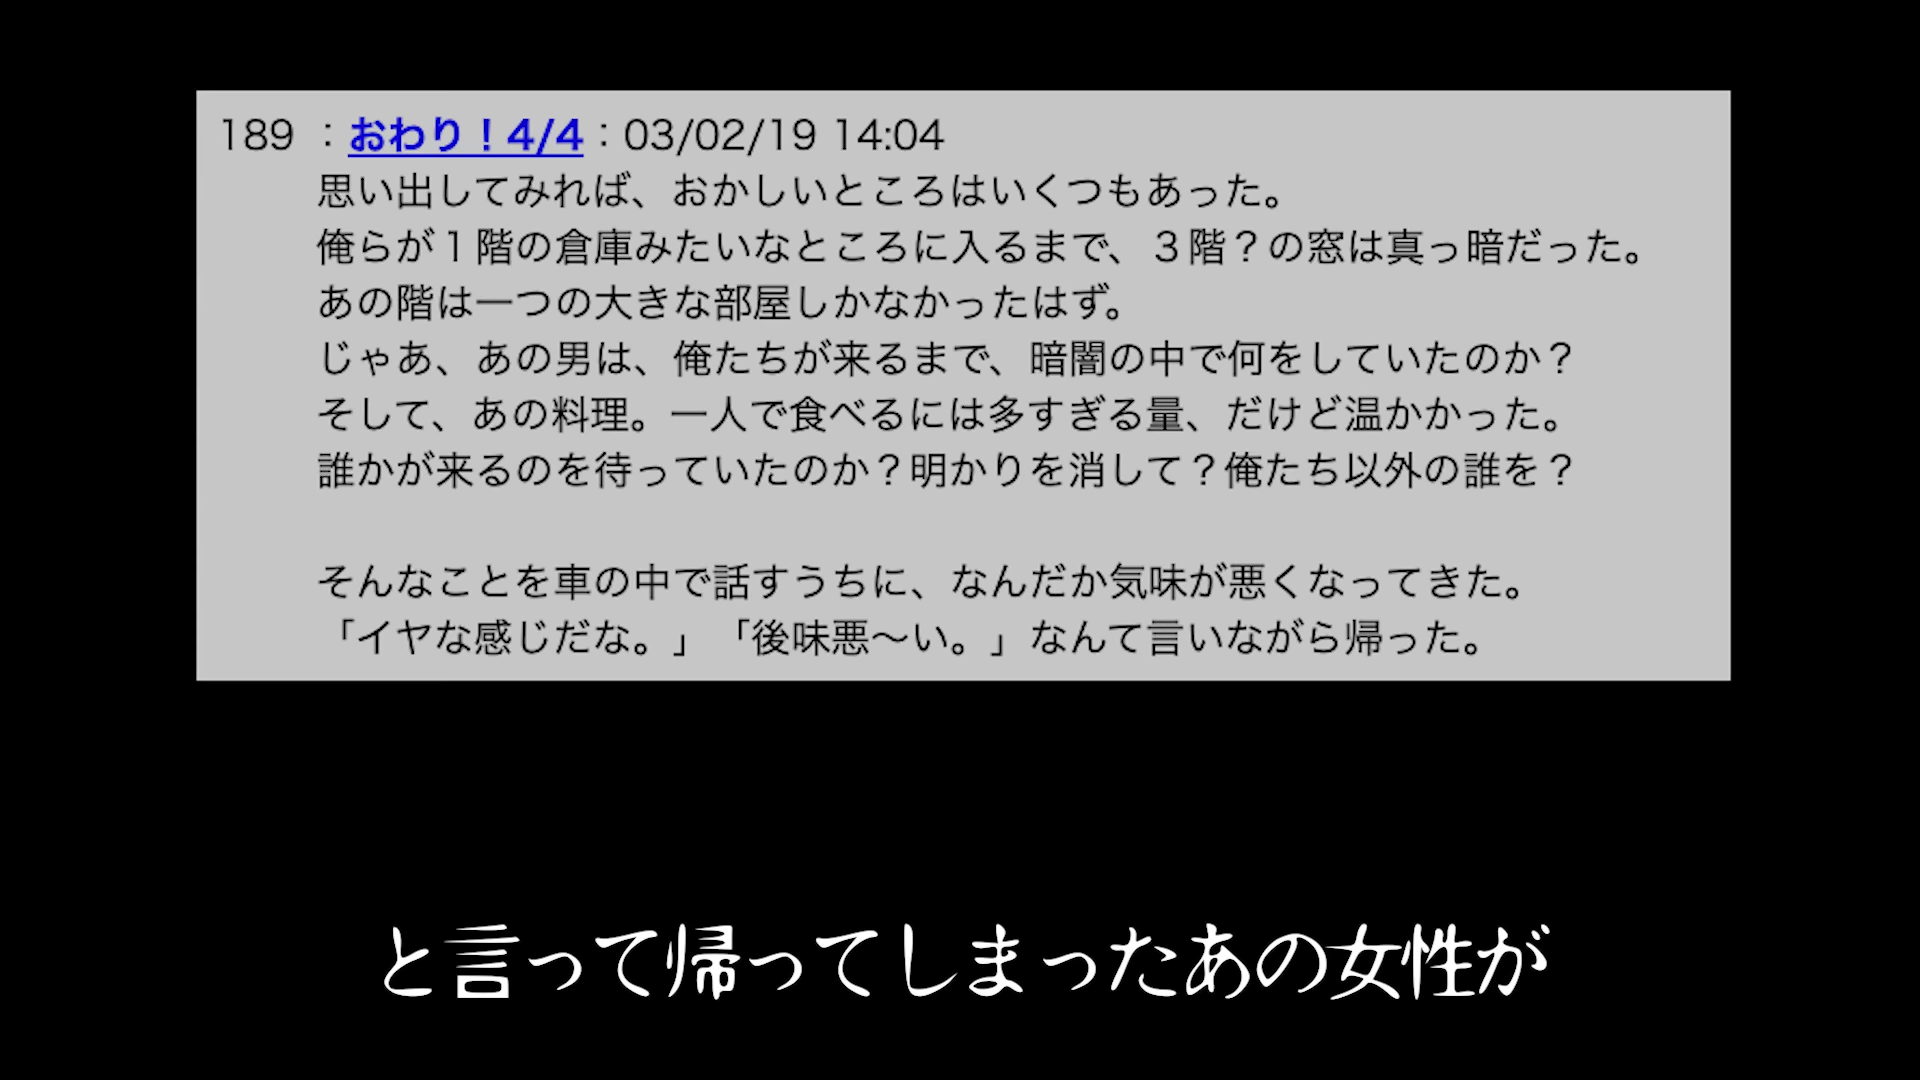 189 ：おわり！4/4：03/02/19 14:04
思い出してみれば、おかしいところはいくつもあった。
俺らが１階の倉庫みたいなところに入るまで、３階？の窓は真っ暗だった。
あの階は一つの大きな部屋しかなかったはず。
じゃあ、あの男は、俺たちが来るまで、暗闇の中で何をしていたのか？
そして、あの料理。一人で食べるには多すぎる量、だけど温かかった。
誰かが来るのを待っていたのか？明かりを消して？俺たち以外の誰を？
そんなことを車の中で話すうちに、なんだか気味が悪くなってきた。
「イヤな感じだな。」「後味悪〜い。」なんて言いながら帰った。
と言って帰ってしまったあの女性が